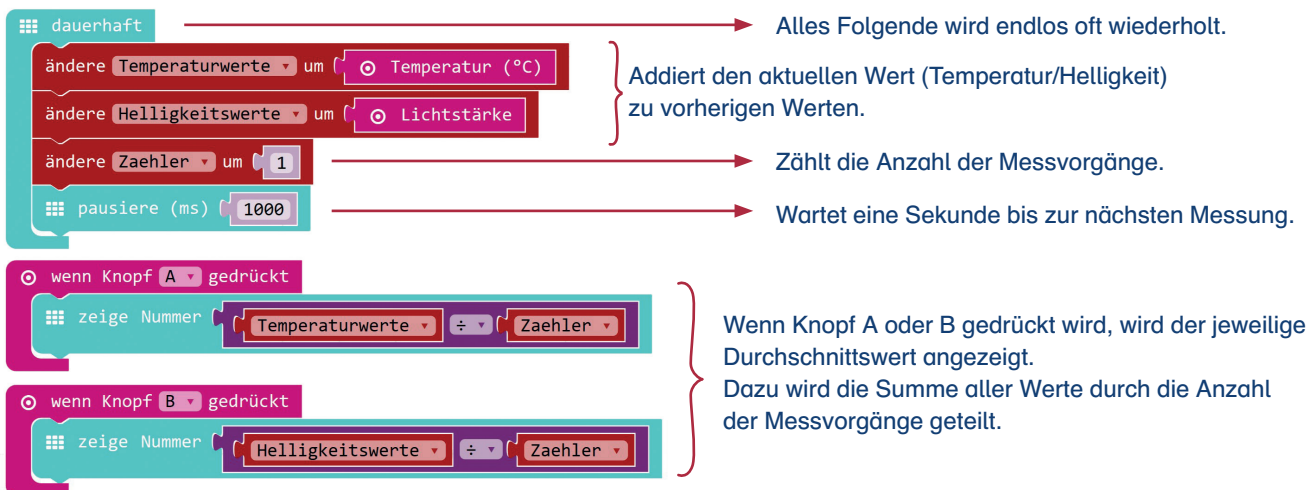 dauerhaft
Alles Folgende wird endlos oft wiederholt.
ändere Temperaturwerte um Temperatur (°C)
ändere Helligkeitswerte um Lichtstärke
Addiert den aktuellen Wert (Temperatur/Helligkeit)
zu vorherigen Werten.
ändere Zaehler um 1
Zählt die Anzahl der Messvorgänge.
pausiere (ms) 1000
Wartet eine Sekunde bis zur nächsten Messung.
wenn Knopf A gedrückt
zeige Nummer Temperaturwerte ÷ Zaehler
wenn Knopf B gedrückt
zeige Nummer Helligkeitswerte ÷ Zaehler
Wenn Knopf A oder B gedrückt wird, wird der jeweilige
Durchschnittswert angezeigt.
Dazu wird die Summe aller Werte durch die Anzahl
der Messvorgänge geteilt.